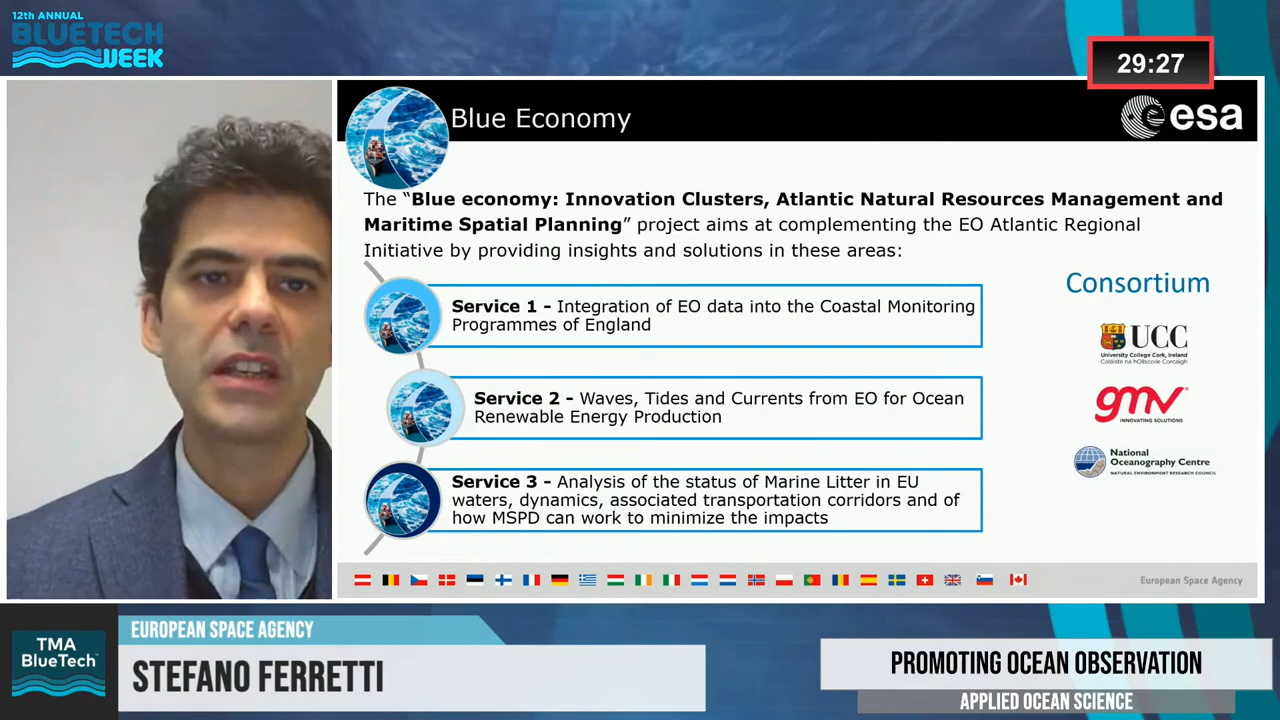 12th ANNUAL
BLUETECH
WEEK
29:27
Blue Economy
esa
The “Blue economy: Innovation Clusters, Atlantic Natural Resources Management and
Maritime Spatial Planning” project aims at complementing the EO Atlantic Regional
Initiative by providing insights and solutions in these areas:
Consortium
Service 1 - Integration of EO data into the Coastal Monitoring
Programmes of England
UCC
University College Cork, Ireland
Coláiste na hOllscoile Corcaigh
Service 2 - Waves, Tides and Currents from EO for Ocean
Renewable Energy Production
gmv
INNOVATING SOLUTIONS
National
Oceanography Centre
NATURAL ENVIRONMENT RESEARCH COUNCIL
Service 3 - Analysis of the status of Marine Litter in EU
waters, dynamics, associated transportation corridors and of
how MSPD can work to minimize the impacts
European Space Agency
TMA
BlueTech™
EUROPEAN SPACE AGENCY
STEFANO FERRETTI
PROMOTING OCEAN OBSERVATION
APPLIED OCEAN SCIENCE